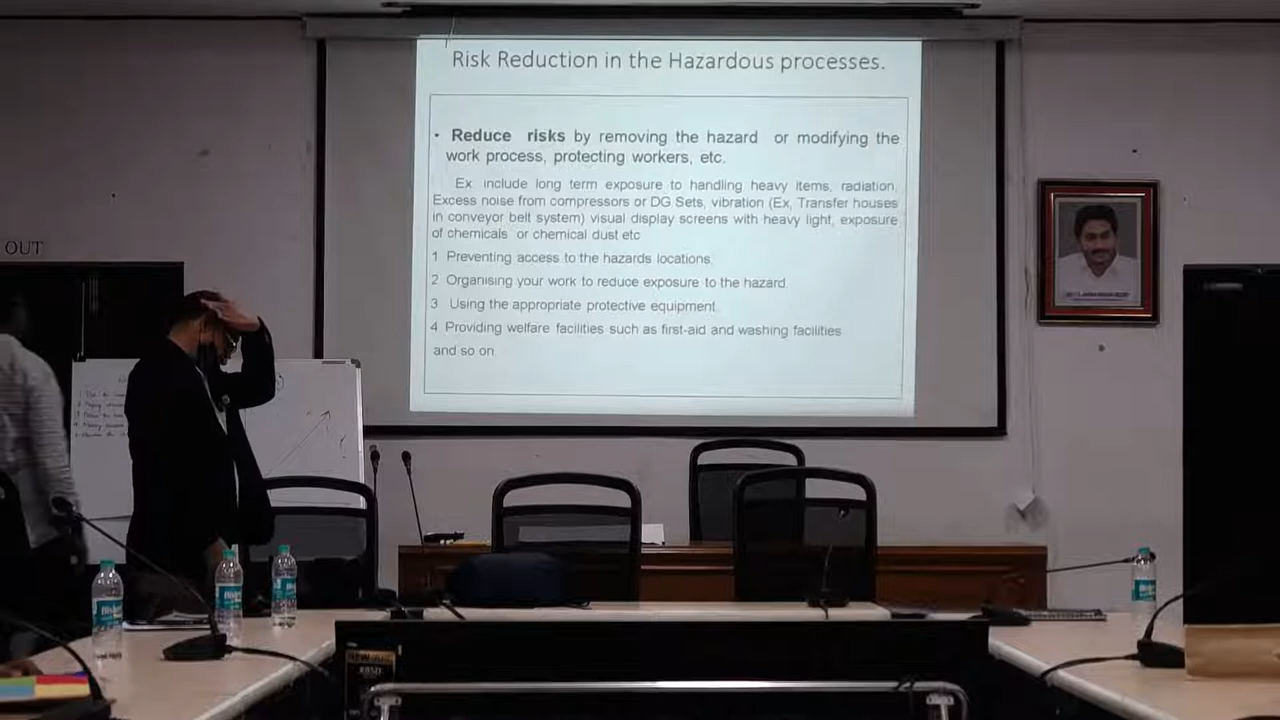 Risk Reduction in the Hazardous processes.
• Reduce risks by removing the hazard or modifying the
work process, protecting workers, etc.
Ex include long term exposure to handling heavy items, radiation,
Excess noise from compressors or DG Sets, vibration (Ex, Transfer houses
in conveyor belt system) visual display screens with heavy light, exposure
of chemicals or chemical dust etc
1 Preventing access to the hazards locations.
2 Organising your work to reduce exposure to the hazard.
3 Using the appropriate protective equipment.
4 Providing welfare facilities such as first-aid and washing facilities
and so on.
OUT